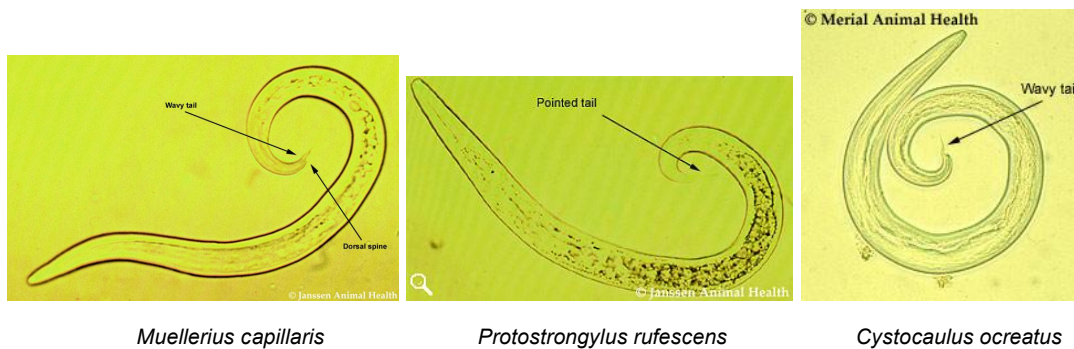 Wavy tail
Dorsal spine
© Janssen Animal Health
Muellerius capillaris
Pointed tail
© Janssen Animal Health
Protostrongylus rufescens
© Merial Animal Health
Wavy tail
Cystocaulus ocreatus